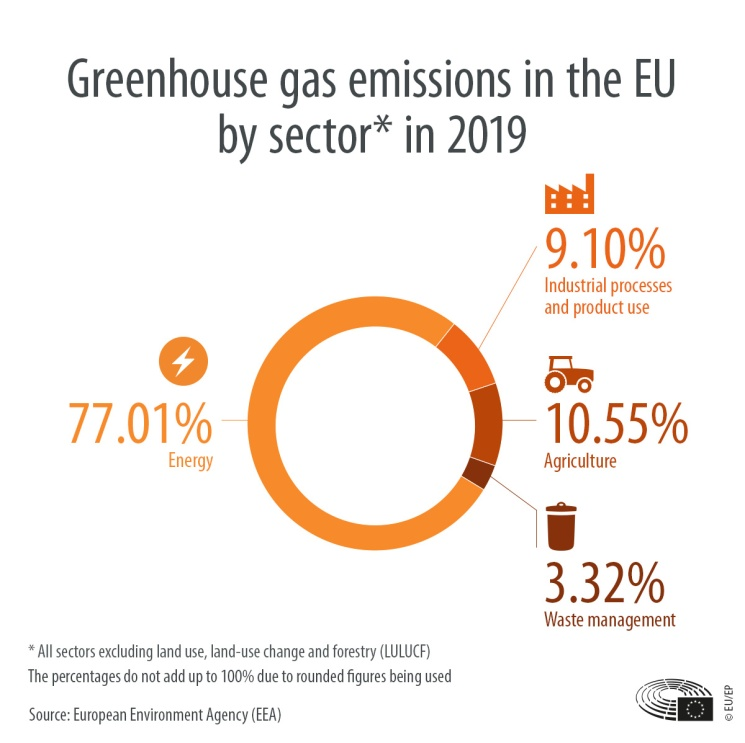 Greenhouse gas emissions in the EU
by sector* in 2019
9.10%
Industrial processes
and product use
77.01%
Energy
10.55%
Agriculture
3.32%
Waste management
* All sectors excluding land use, land-use change and forestry (LULUCF)
The percentages do not add up to 100% due to rounded figures being used
Source: European Environment Agency (EEA)
© EU/EP